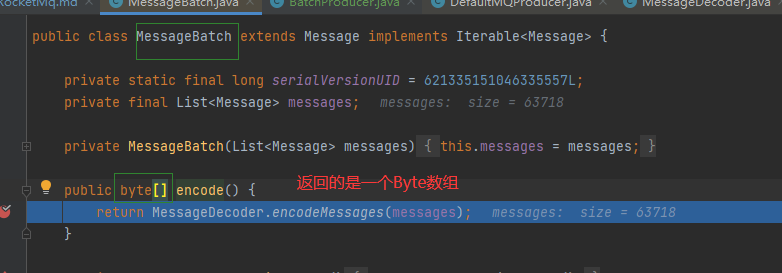 RocketMq.md MessageBatch.java BatchProducer.java DefaultMQProducer.java MessageDecoder.java
public class MessageBatch extends Message implements Iterable<Message> {
private static final long serialVersionUID = 621335151046335557L;
private final List<Message> messages; messages: size = 63718
private MessageBatch(List<Message> messages) { this.messages = messages; }
public byte[] encode() { 返回的是一个Byte数组
return MessageDecoder.encodeMessages(messages); messages: size = 63718
}